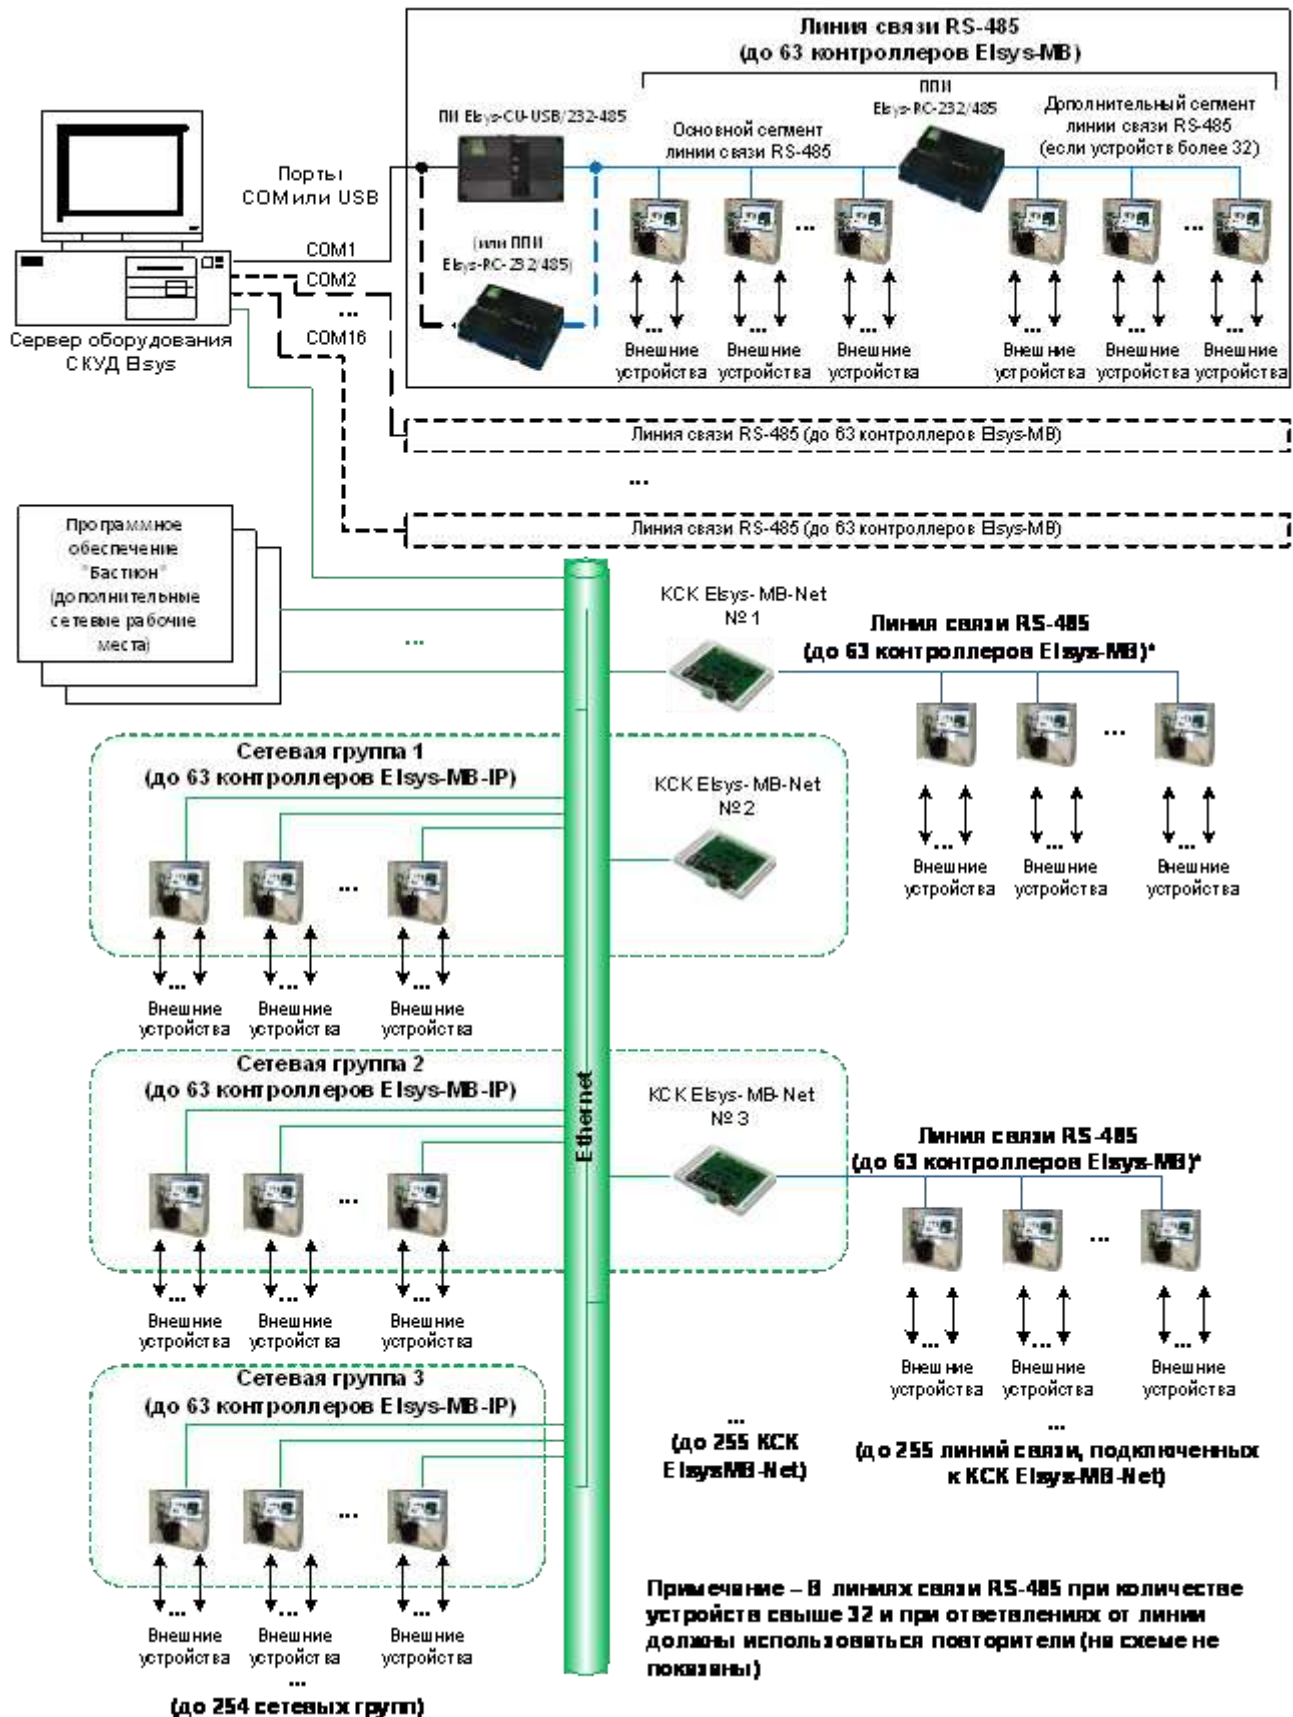 Линия связи RS-485
(до 63 контроллеров Elsys-MB)
ППИ
Elsys-RC-232/485
ПИ Elsys-CU-USB/232-485
Основной сегмент
линии связи RS-485
Дополнительный сегмент
линии связи RS-485
(если устройств более 32)
Порты
COM или USB
...
...
(или ППИ
Elsys-RC-232/485)
COM1
COM2
...
COM16
Сервер оборудования
СКУД Elsys
... ... ... ... ... ...
Внешние
устройства
Внешние
устройства
Внешние
устройства
Внешние
устройства
Внешние
устройства
Внешние
устройства
Линия связи RS-485 (до 63 контроллеров Elsys-MB)
...
Линия связи RS-485 (до 63 контроллеров Elsys-MB)
Программное
обеспечение
"Бастион"
(дополнительные
сетевые рабочие
места)
...
КСК Elsys-MB-Net
№ 1
Линия связи RS-485
(до 63 контроллеров Elsys-MB)*
...
... ... ...
Внешние
устройства
Внешние
устройства
Внешние
устройства
Сетевая группа 1
(до 63 контроллеров Elsys-MB-IP)
КСК Elsys-MB-Net
№ 2
...
... ... ...
Внешние
устройства
Внешние
устройства
Внешние
устройства
Сетевая группа 2
(до 63 контроллеров Elsys-MB-IP)
Ethernet
КСК Elsys-MB-Net
№ 3
Линия связи RS-485
(до 63 контроллеров Elsys-MB)*
...
...
... ... ...
Внешние
устройства
Внешние
устройства
Внешние
устройства
... ... ...
Внешние
устройства
Внешние
устройства
Внешние
устройства
Сетевая группа 3
(до 63 контроллеров Elsys-MB-IP)
...
(до 255 КСК
ElsysMB-Net)
...
(до 255 линий связи, подключенных
к КСК Elsys-MB-Net)
...
... ... ...
Внешние
устройства
Внешние
устройства
Внешние
устройства
...
(до 254 сетевых групп)
Примечание – В линиях связи RS-485 при количестве
устройств свыше 32 и при ответвлениях от линии
должны использоваться повторители (на схеме не
показаны)